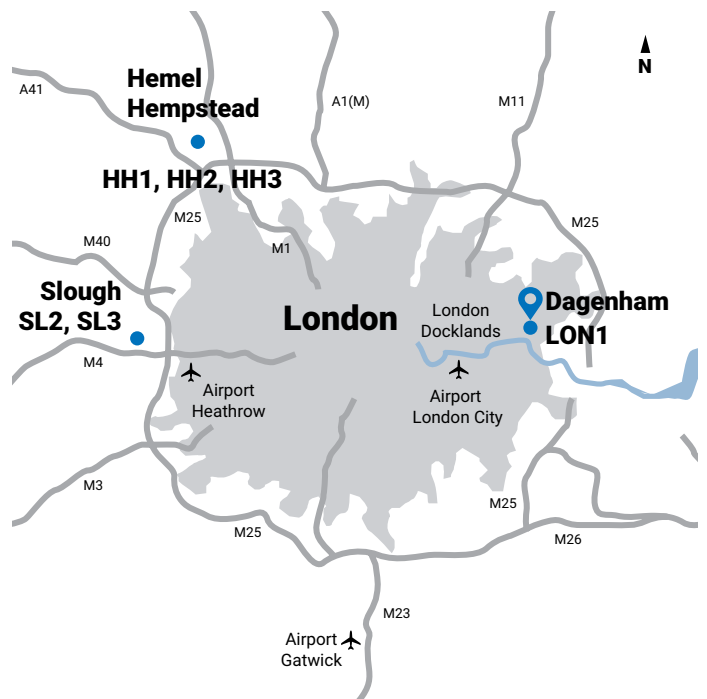 N
Hemel
Hempstead
A41
A1(M)
M11
HH1, HH2, HH3
M25
M25
M40
M1
Slough
SL2, SL3
London
London
Docklands
Dagenham
LON1
M4
Airport
Heathrow
Airport
London City
M3
M25
M25
M26
M23
Airport
Gatwick